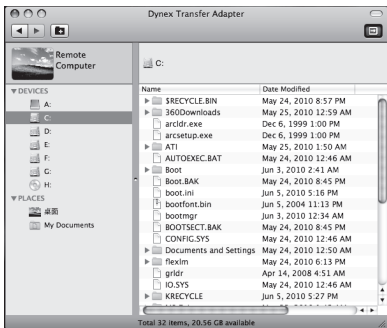 Dynex Transfer Adapter
Remote
Computer
C:
▼DEVICES
A:
C:
D:
E:
F:
G:
H:
▼PLACES
桌面
My Documents
Name Date Modified
$RECYCLE.BIN May 24, 2010 8:57 PM
360Downloads May 25, 2010 12:59 AM
arcldr.exe Dec 6, 1999 1:00 PM
arcsetup.exe Dec 6, 1999 1:00 PM
ATI May 25, 2010 1:50 AM
AUTOEXEC.BAT May 24, 2010 12:46 AM
Boot Jun 3, 2010 2:41 AM
Boot.BAK May 24, 2010 8:45 PM
boot.ini Jun 5, 2010 5:16 PM
bootfont.bin Jun 5, 2004 11:13 PM
bootmgr Jun 3, 2010 12:34 AM
BOOTSECT.BAK May 24, 2010 8:45 PM
CONFIG.SYS May 24, 2010 12:46 AM
Documents and Settings May 24, 2010 12:50 AM
flexlm May 24, 2010 6:13 PM
grldr Apr 14, 2008 4:51 AM
IO.SYS May 24, 2010 12:46 AM
KRECYCLE Jun 5, 2010 5:27 PM
Total 32 items, 20.56 GB available